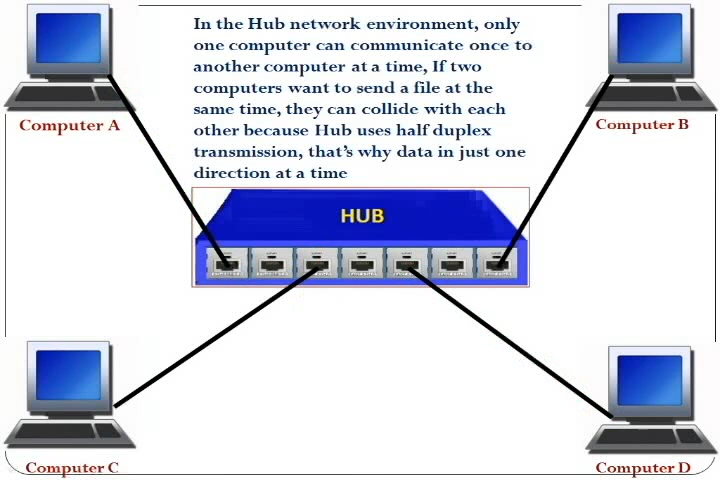 In the Hub network environment, only
one computer can communicate once to
another computer at a time, If two
computers want to send a file at the
same time, they can collide with each
other because Hub uses half duplex
transmission, that's why data in just one
direction at a time
Computer A
Computer B
HUB
Computer C
Computer D